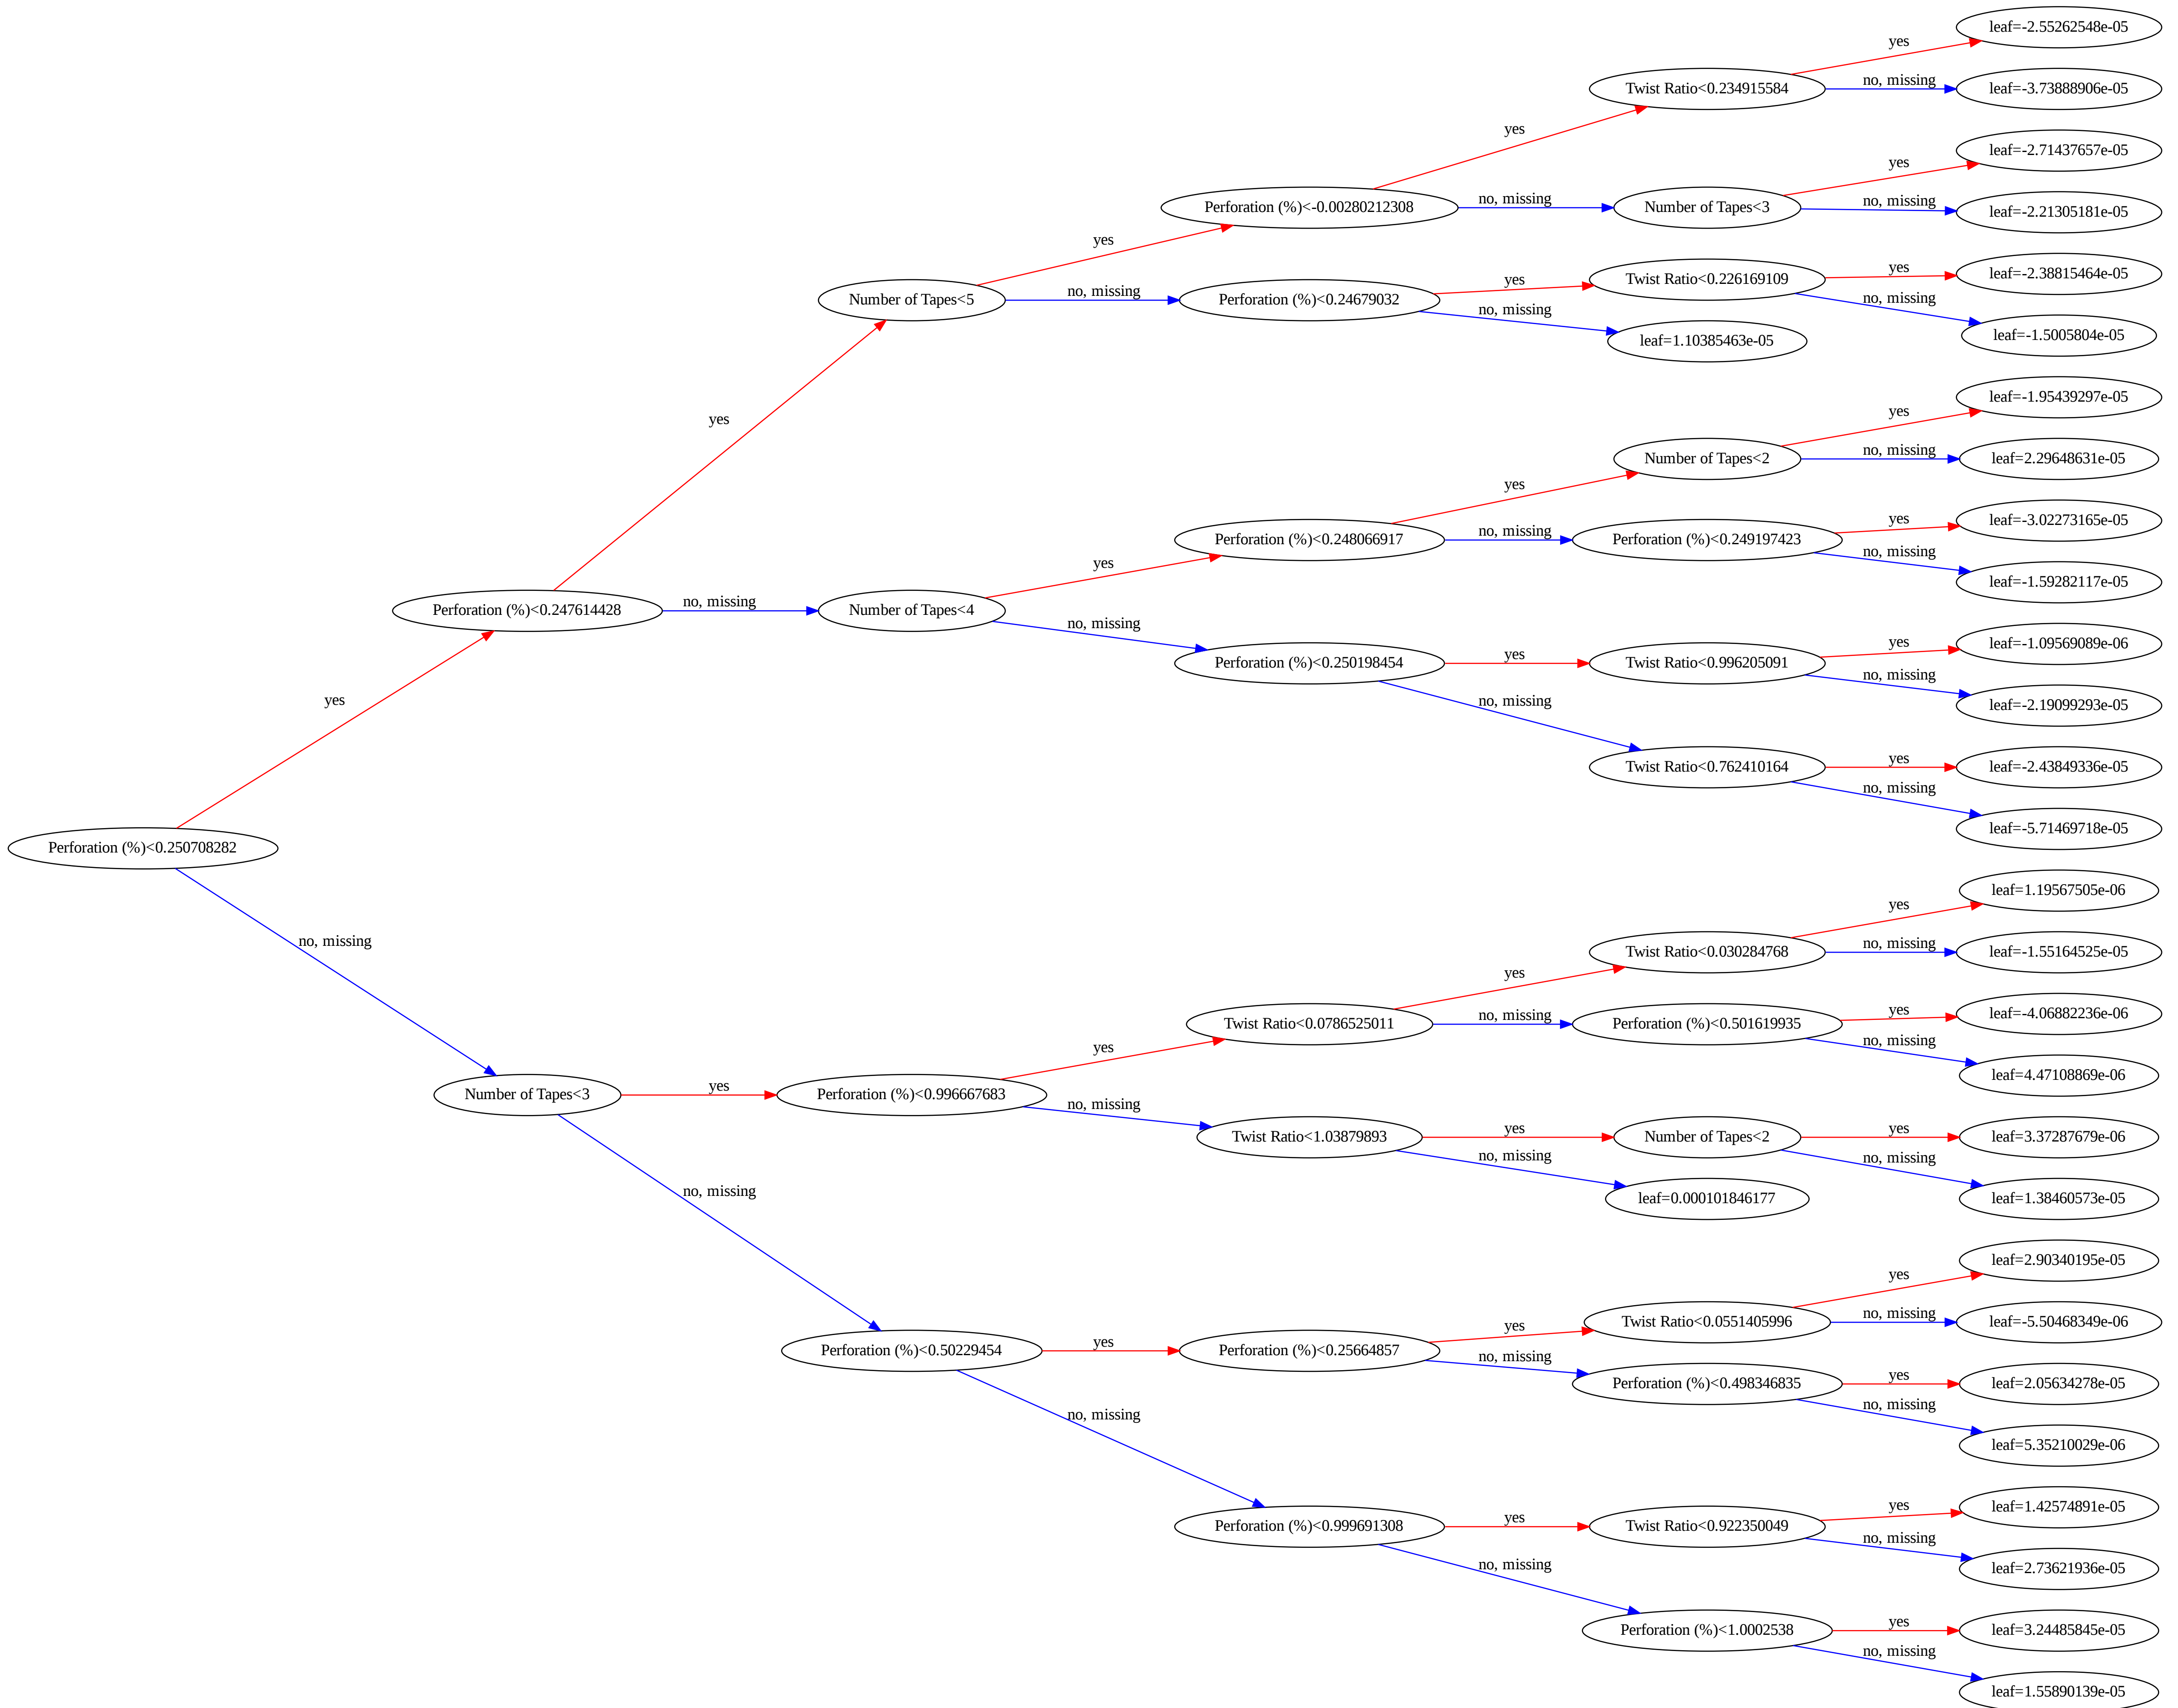 leaf=-2.55262548e-05
yes
Twist Ratio<0.234915584
no, missing
leaf=-3.73888906e-05
yes
leaf=-2.71437657e-05
yes
Perforation (%)<-0.00280212308
no, missing
Number of Tapes<3
no, missing
leaf=-2.21305181e-05
yes
Number of Tapes<5
no, missing
Perforation (%)<0.24679032
yes
Twist Ratio<0.226169109
yes
leaf=-2.38815464e-05
no, missing
leaf=1.10385463e-05
no, missing
leaf=-1.5005804e-05
yes
leaf=-1.95439297e-05
yes
Number of Tapes<2
no, missing
leaf=2.29648631e-05
yes
Perforation (%)<0.248066917
no, missing
Perforation (%)<0.249197423
yes
leaf=-3.02273165e-05
no, missing
leaf=-1.59282117e-05
yes
Perforation (%)<0.247614428
no, missing
Number of Tapes<4
no, missing
Perforation (%)<0.250198454
yes
Twist Ratio<0.996205091
yes
leaf=-1.09569089e-06
no, missing
leaf=-2.19099293e-05
yes
no, missing
Twist Ratio<0.762410164
yes
leaf=-2.43849336e-05
no, missing
leaf=-5.71469718e-05
Perforation (%)<0.250708282
leaf=1.19567505e-06
yes
no, missing
Twist Ratio<0.030284768
no, missing
leaf=-1.55164525e-05
yes
Twist Ratio<0.0786525011
no, missing
Perforation (%)<0.501619935
yes
leaf=-4.06882236e-06
yes
no, missing
leaf=4.47108869e-06
Number of Tapes<3
yes
Perforation (%)<0.996667683
no, missing
Twist Ratio<1.03879893
yes
Number of Tapes<2
yes
leaf=3.37287679e-06
no, missing
no, missing
leaf=0.000101846177
leaf=1.38460573e-05
no, missing
leaf=2.90340195e-05
yes
Twist Ratio<0.0551405996
no, missing
leaf=-5.50468349e-06
Perforation (%)<0.50229454
yes
Perforation (%)<0.25664857
yes
no, missing
Perforation (%)<0.498346835
yes
leaf=2.05634278e-05
no, missing
leaf=5.35210029e-06
no, missing
Perforation (%)<0.999691308
yes
Twist Ratio<0.922350049
yes
leaf=1.42574891e-05
no, missing
leaf=2.73621936e-05
no, missing
Perforation (%)<1.0002538
yes
leaf=3.24485845e-05
no, missing
leaf=1.55890139e-05